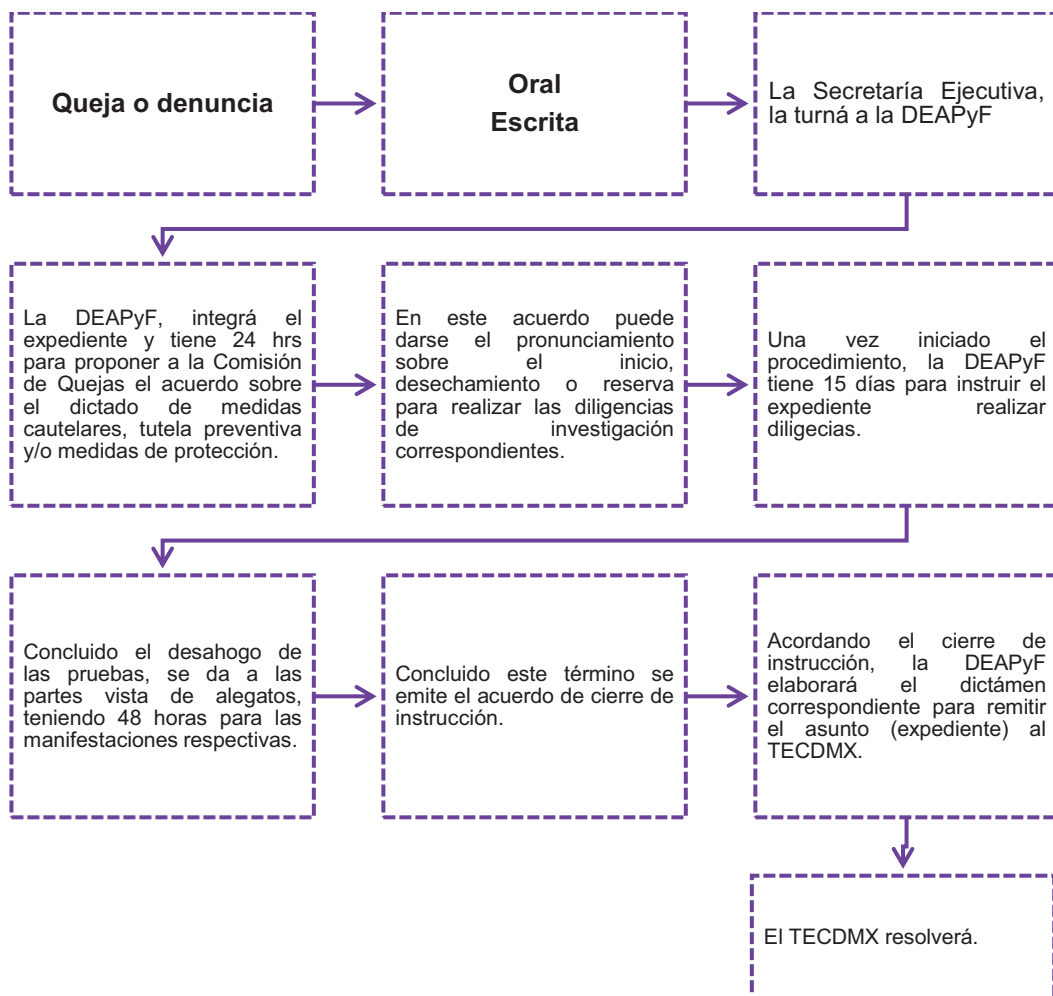 Queja o denuncia
Oral
Escrita
La Secretaría Ejecutiva,
la turná a la DEAPyF
La DEAPyF, integrá el
expediente y tiene 24 hrs
para proponer a la Comisión
de Quejas el acuerdo sobre
el dictado de medidas
cautelares, tutela preventiva
y/o medidas de protección.
En este acuerdo puede
darse el pronunciamiento
sobre el inicio,
desechamiento o reserva
para realizar las diligencias
de investigación
correspondientes.
Una vez iniciado el
procedimiento, la DEAPyF
tiene 15 días para instruir el
expediente realizar
diligecias.
Concluido el desahogo de
las pruebas, se da a las
partes vista de alegatos,
teniendo 48 horas para las
manifestaciones respectivas.
Concluido este término se
emite el acuerdo de cierre de
instrucción.
Acordando el cierre de
instrucción, la DEAPyF
elaborará el dictámen
correspondiente para remitir
el asunto (expediente) al
TECDMX.
El TECDMX resolverá.